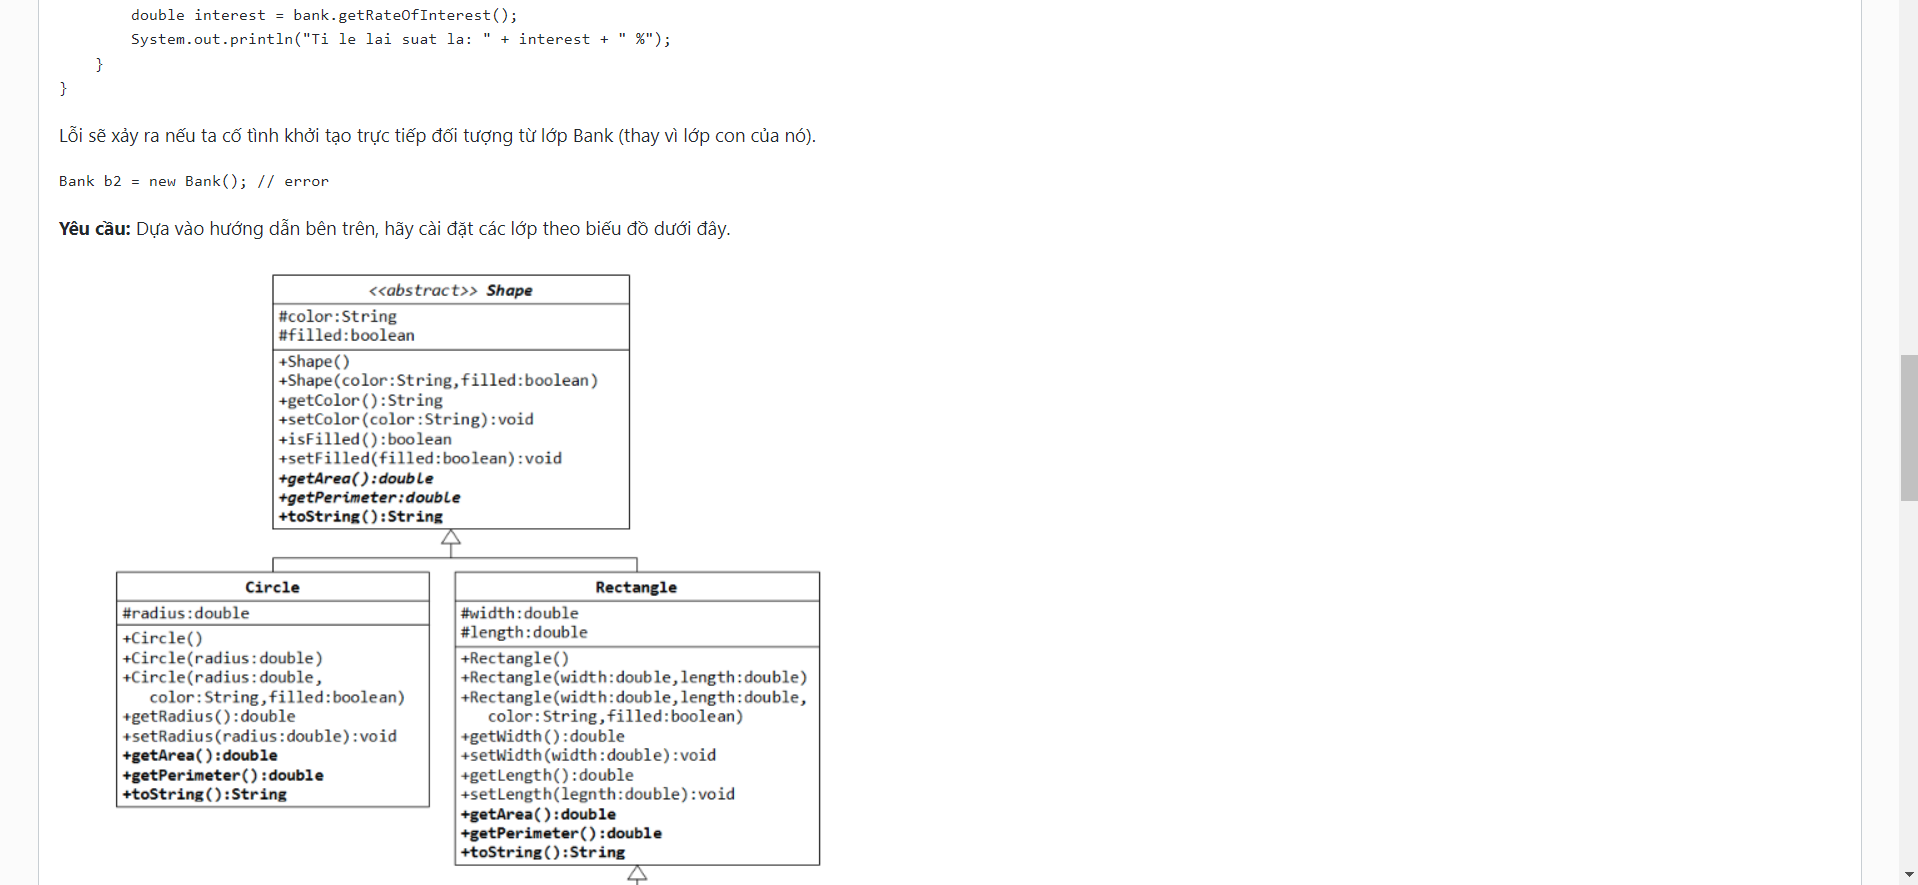 double interest = bank.getRateOfInterest();
System.out.println("Ti le lai suat la: " + interest + " %");
}
}
Lỗi sẽ xảy ra nếu ta cố tình khởi tạo trực tiếp đối tượng từ lớp Bank (thay vì lớp con của nó).
Bank b2 = new Bank(); // error
Yêu cầu: Dựa vào hướng dẫn bên trên, hãy cài đặt các lớp theo biếu đồ dưới đây.
<<abstract>> Shape
#color:String
#filled:boolean
+Shape()
+Shape(color:String,filled:boolean)
+getColor():String
+setColor(color:String):void
+isFilled():boolean
+setFilled(filled:boolean):void
+getArea():double
+getPerimeter:double
+toString():String
Circle
#radius:double
+Circle()
+Circle(radius:double)
+Circle(radius:double,
color:String,filled:boolean)
+getRadius():double
+setRadius(radius:double):void
+getArea():double
+getPerimeter():double
+toString():String
Rectangle
#width:double
#length:double
+Rectangle()
+Rectangle(width:double,length:double)
+Rectangle(width:double,length:double,
color:String,filled:boolean)
+getWidth():double
+setWidth(width:double):void
+getLength():double
+setLength(legnth:double):void
+getArea():double
+getPerimeter():double
+toString():String